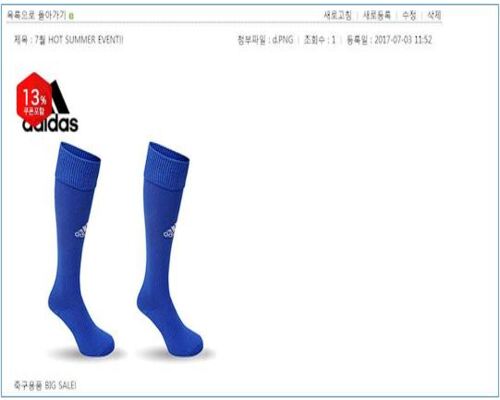 목록으로 돌아가기
새로고침 | 새로등록 | 수정 | 삭제
제목 : 7월 HOT SUMMER EVENT!!
첨부파일 : d.PNG | 조회수 : 1 | 등록일 : 2017-07-03 11:52
13%
쿠폰포함
adidas
adidas
adidas
축구용품 BIG SALE!